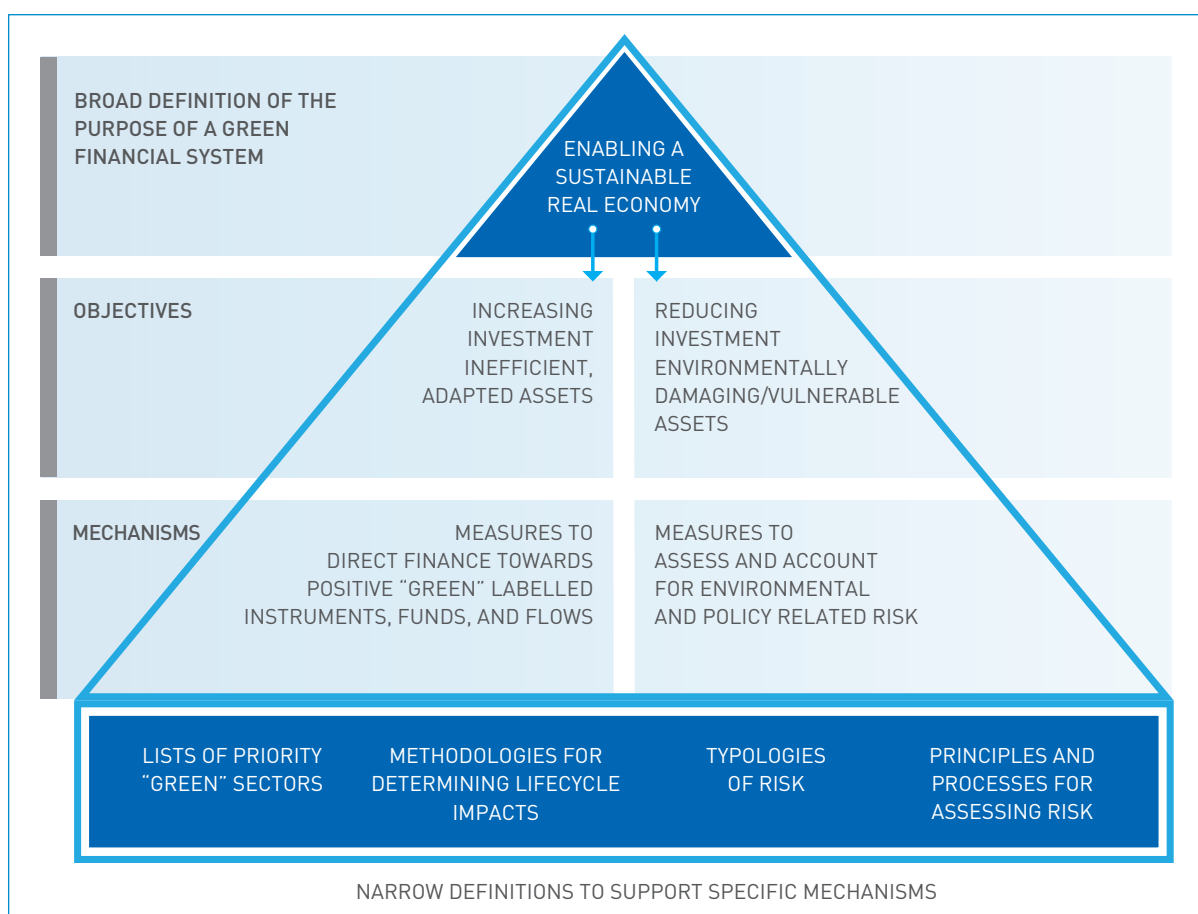 BROAD DEFINITION OF THE
PURPOSE OF A GREEN
FINANCIAL SYSTEM
ENABLING A
SUSTAINABLE
REAL ECONOMY
OBJECTIVES
INCREASING
INVESTMENT
INEFFICIENT,
ADAPTED ASSETS
REDUCING
INVESTMENT
ENVIRONMENTALLY
DAMAGING/VULNERABLE
ASSETS
MECHANISMS
MEASURES TO
DIRECT FINANCE TOWARDS
POSITIVE “GREEN” LABELLED
INSTRUMENTS, FUNDS, AND FLOWS
MEASURES TO
ASSESS AND ACCOUNT
FOR ENVIRONMENTAL
AND POLICY RELATED RISK
LISTS OF PRIORITY
“GREEN” SECTORS
METHODOLOGIES FOR
DETERMINING LIFECYCLE
IMPACTS
TYPOLOGIES
OF RISK
PRINCIPLES AND
PROCESSES FOR
ASSESSING RISK
NARROW DEFINITIONS TO SUPPORT SPECIFIC MECHANISMS